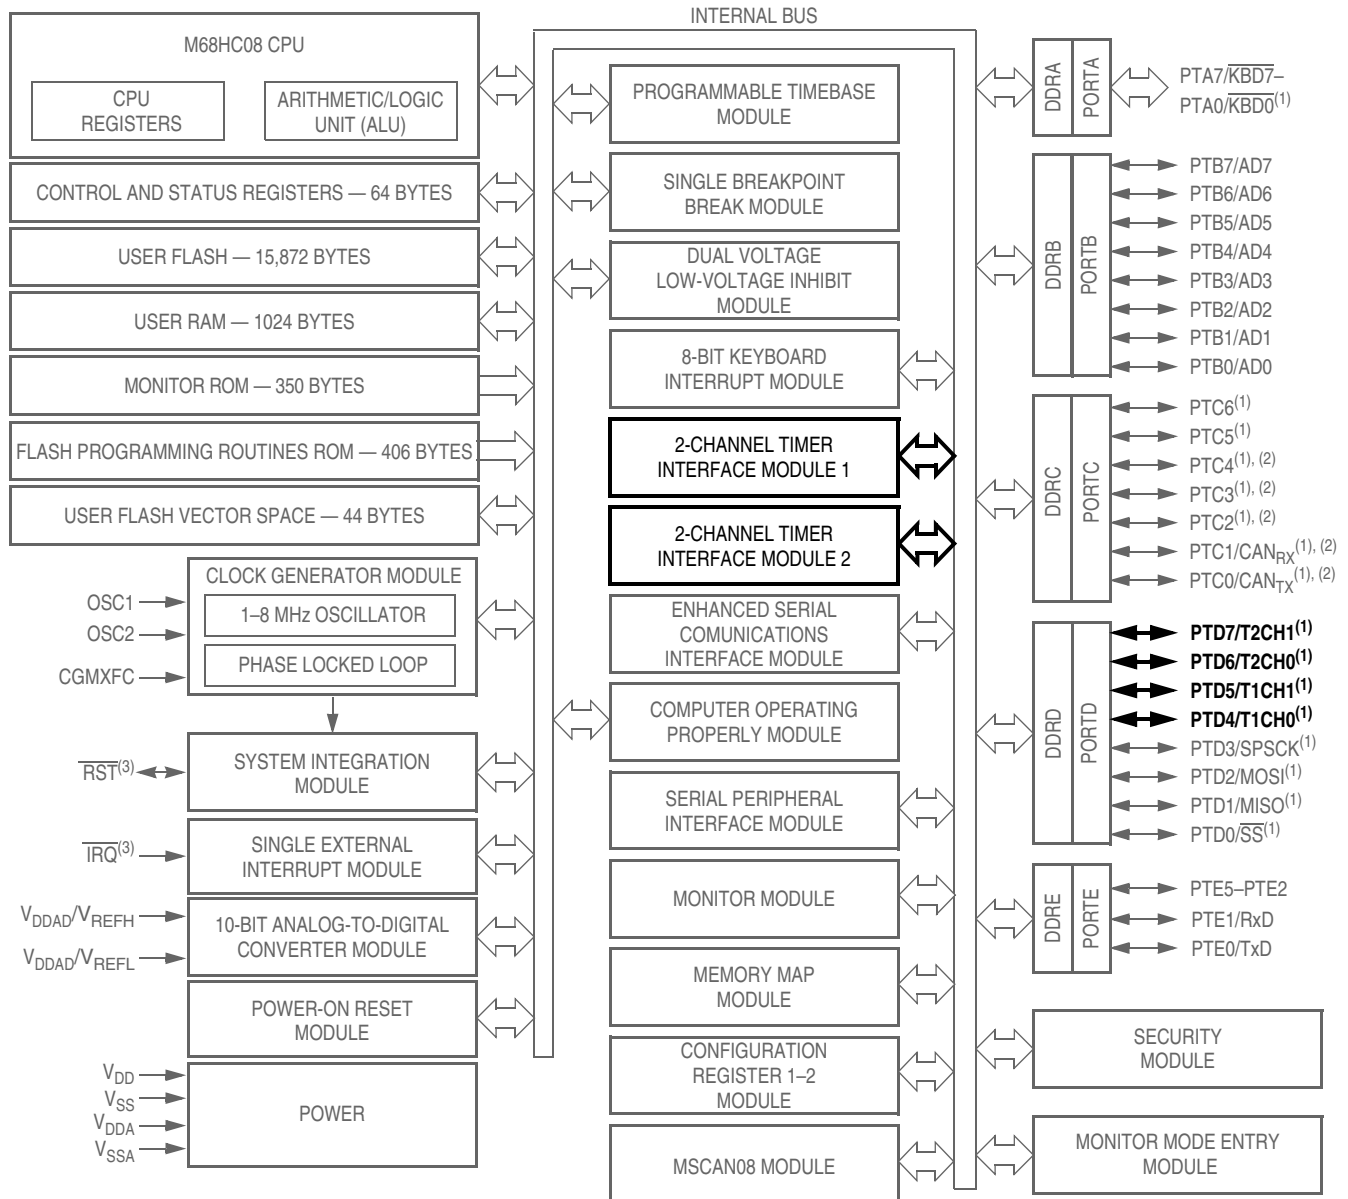 INTERNAL BUS
M68HC08 CPU
CPU
REGISTERS
ARITHMETIC/LOGIC
UNIT (ALU)
CONTROL AND STATUS REGISTERS — 64 BYTES
USER FLASH — 15,872 BYTES
USER RAM — 1024 BYTES
MONITOR ROM — 350 BYTES
FLASH PROGRAMMING ROUTINES ROM — 406 BYTES
USER FLASH VECTOR SPACE — 44 BYTES
CLOCK GENERATOR MODULE
1–8 MHz OSCILLATOR
PHASE LOCKED LOOP
OSC1
OSC2
CGMXFC
SYSTEM INTEGRATION
MODULE
RST(3)
SINGLE EXTERNAL
INTERRUPT MODULE
IRQ(3)
10-BIT ANALOG-TO-DIGITAL
CONVERTER MODULE
VDDAD/VREFH
VDDAD/VREFL
POWER-ON RESET
MODULE
POWER
VDD
VSS
VDDA
VSSA
PROGRAMMABLE TIMEBASE
MODULE
SINGLE BREAKPOINT
BREAK MODULE
DUAL VOLTAGE
LOW-VOLTAGE INHIBIT
MODULE
8-BIT KEYBOARD
INTERRUPT MODULE
2-CHANNEL TIMER
INTERFACE MODULE 1
2-CHANNEL TIMER
INTERFACE MODULE 2
ENHANCED SERIAL
COMUNICATIONS
INTERFACE MODULE
COMPUTER OPERATING
PROPERLY MODULE
SERIAL PERIPHERAL
INTERFACE MODULE
MONITOR MODULE
MEMORY MAP
MODULE
CONFIGURATION
REGISTER 1–2
MODULE
MSCAN08 MODULE
DDRA
PORTA
PTA7/KBD7–
PTA0/KBD0(1)
DDRB
PORTB
PTB7/AD7
PTB6/AD6
PTB5/AD5
PTB4/AD4
PTB3/AD3
PTB2/AD2
PTB1/AD1
PTB0/AD0
DDRC
PORTC
PTC6(1)
PTC5(1)
PTC4(1), (2)
PTC3(1), (2)
PTC2(1), (2)
PTC1/CANRX(1), (2)
PTC0/CANTX(1), (2)
DDRD
PORTD
PTD7/T2CH1(1)
PTD6/T2CH0(1)
PTD5/T1CH1(1)
PTD4/T1CH0(1)
PTD3/SPSCK(1)
PTD2/MOSI(1)
PTD1/MISO(1)
PTD0/SS(1)
DDRE
PORTE
PTE5–PTE2
PTE1/RxD
PTE0/TxD
SECURITY
MODULE
MONITOR MODE ENTRY
MODULE